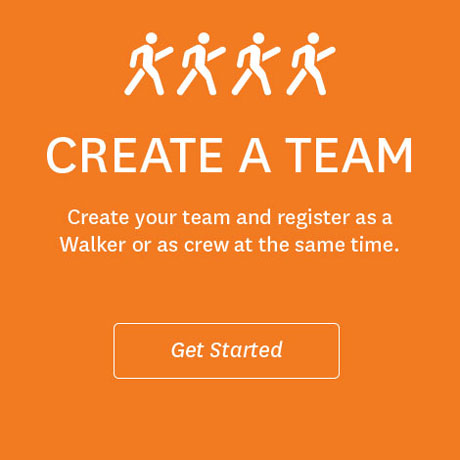 CREATE A TEAM
Create your team and register as a
Walker or as crew at the same time.
Get Started